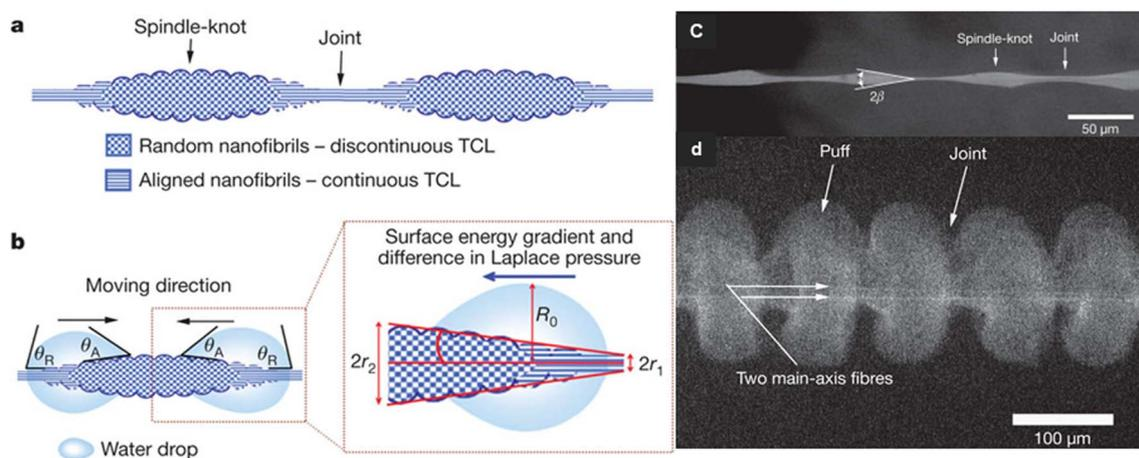 a
Spindle-knot
Joint
Random nanofibrils – discontinuous TCL
Aligned nanofibrils – continuous TCL
b
Moving direction
θR
θA
θA
θR
Water drop
Surface energy gradient and
difference in Laplace pressure
R0
2r2
2r1
C
Spindle-knot
Joint
2β
50 µm
d
Puff
Joint
Two main-axis fibres
100 µm